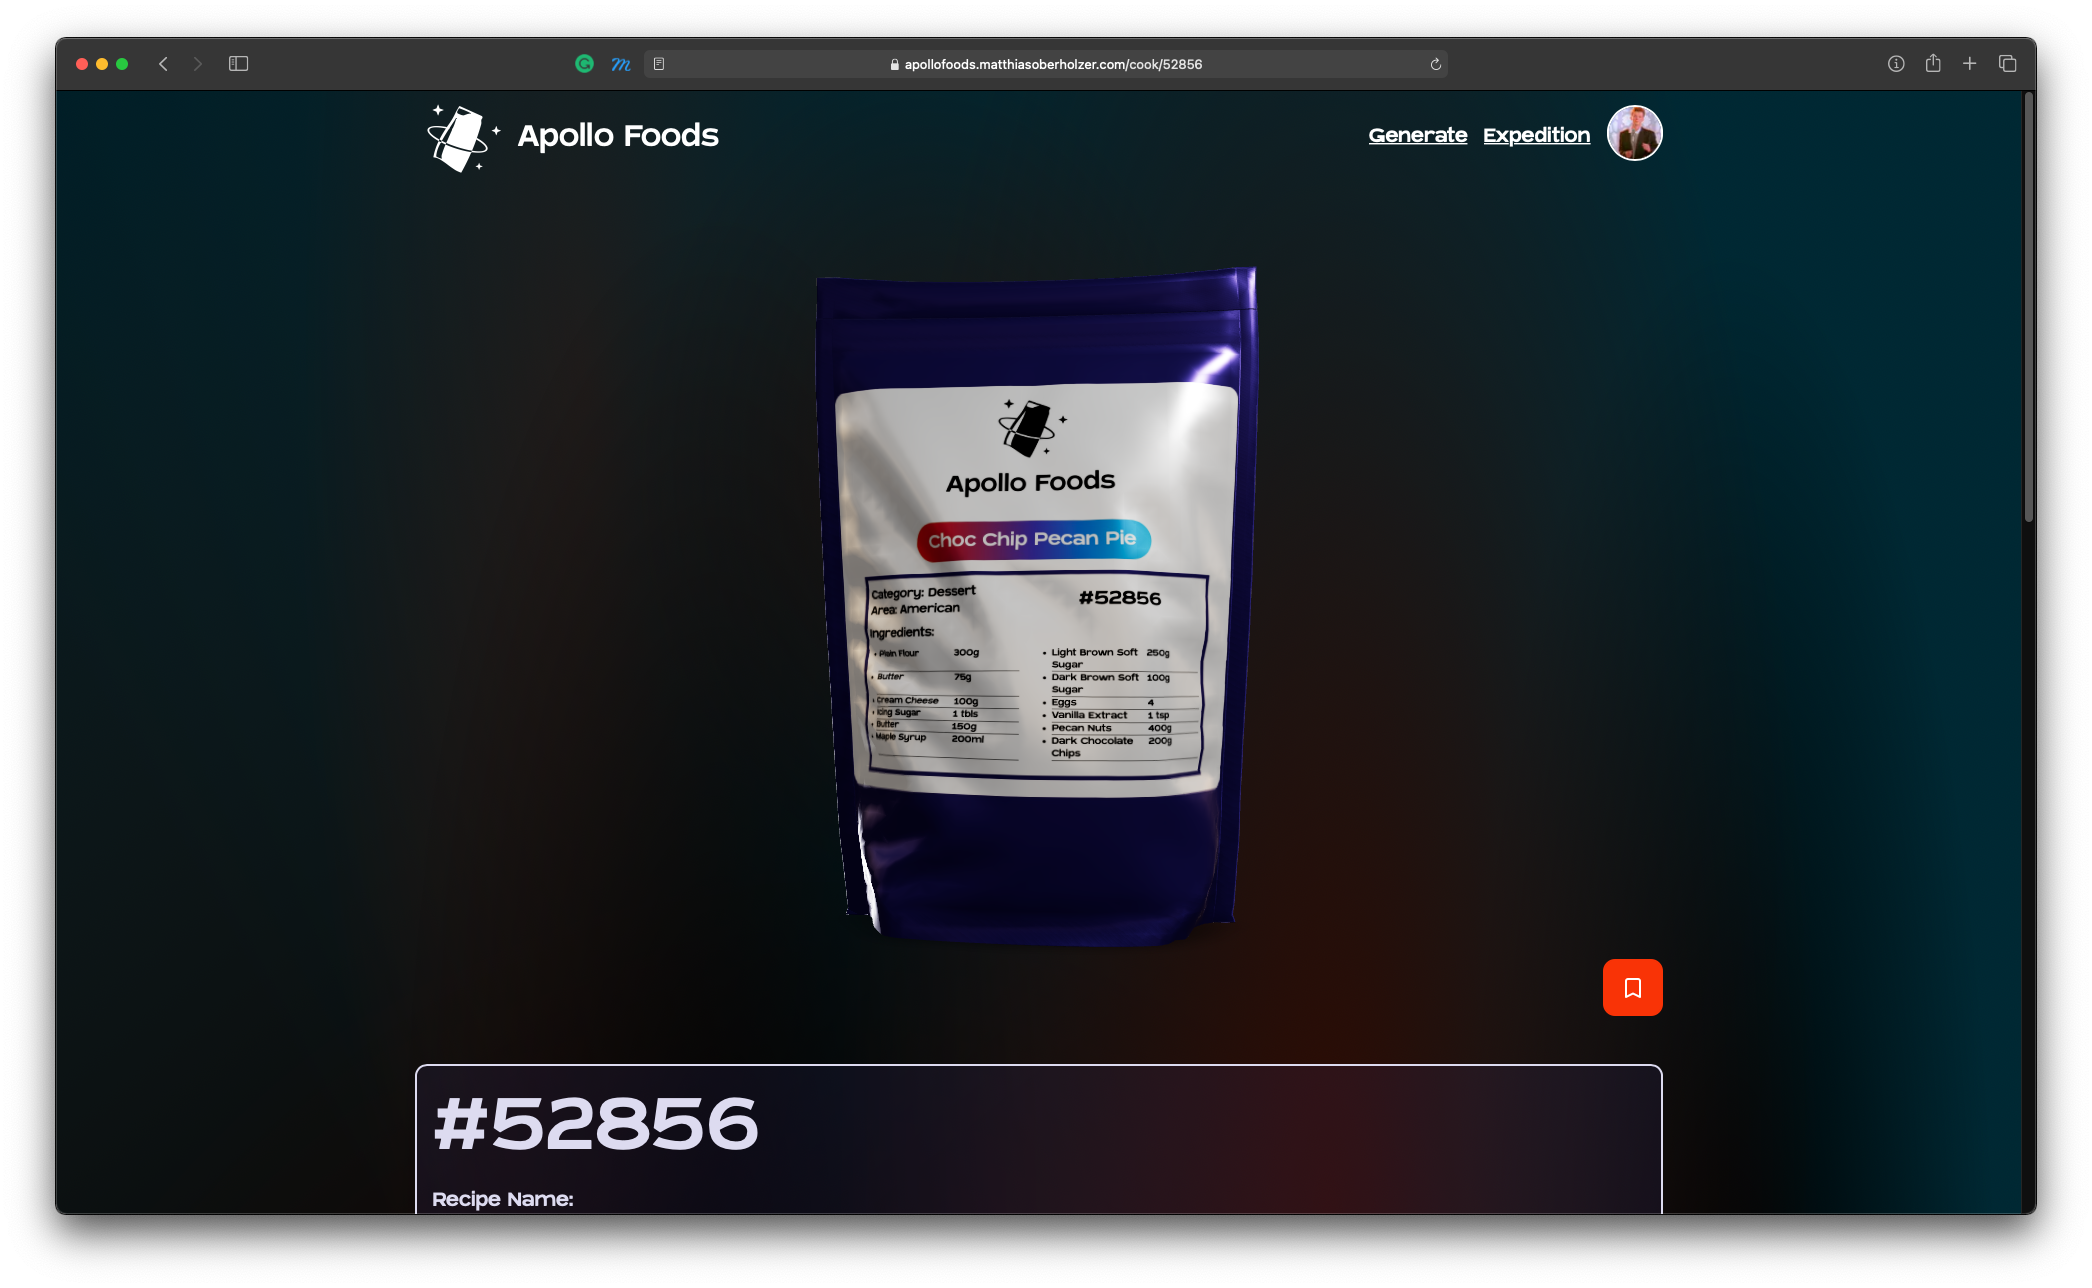 apollofoods.matthiasoberholzer.com/cook/52856
Apollo Foods
Generate Expedition
Apollo Foods
Choc Chip Pecan Pie
Category: Dessert
Area: American
#52856
Ingredients:
• Plain Flour 300g
• Butter 75g
• Cream Cheese 100g
• Icing Sugar 1 tbls
• Butter 150g
• Maple Syrup 200ml
• Light Brown Soft 250g
Sugar
• Dark Brown Soft 100g
Sugar
• Eggs 4
• Vanilla Extract 1 tsp
• Pecan Nuts 400g
• Dark Chocolate 200g
Chips
#52856
Recipe Name: